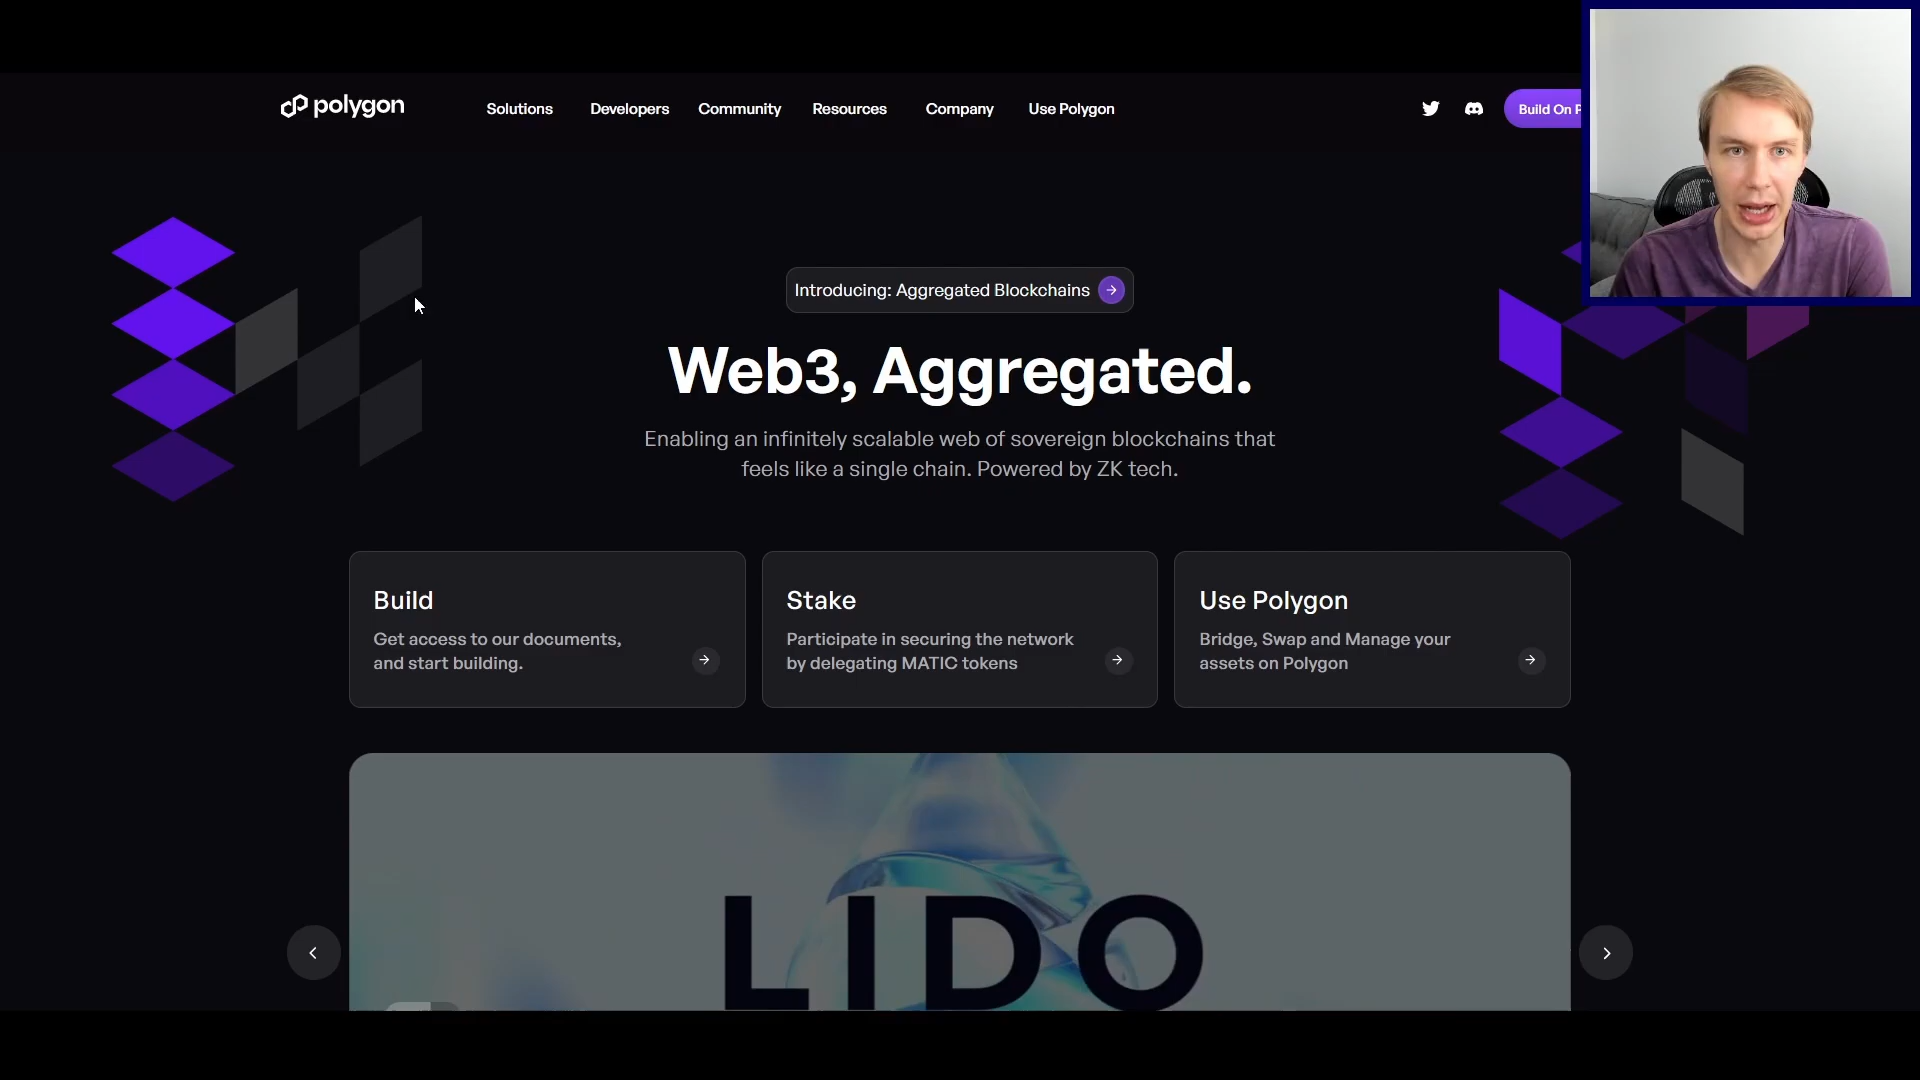 polygon
Solutions
Developers
Community
Resources
Company
Use Polygon
Build On P
Introducing: Aggregated Blockchains
Web3, Aggregated.
Enabling an infinitely scalable web of sovereign blockchains that
feels like a single chain. Powered by ZK tech.
Build
Get access to our documents,
and start building.
Stake
Participate in securing the network
by delegating MATIC tokens
Use Polygon
Bridge, Swap and Manage your
assets on Polygon
LIDO